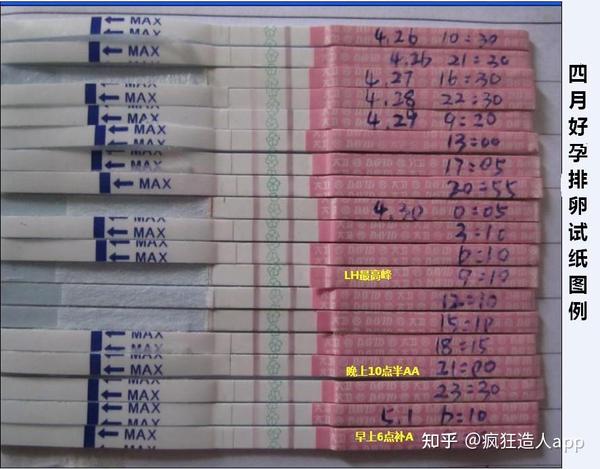 MAX 4.26 10:30
MAX 4.26 21:30
4.27 16:30
MAX 4.28 22:30
MAX 4.29 9:20
MAX 13:00
MAX 17:05
MAX 20:55
4.30 0:05
MAX 3:10
MAX 6:10
LH最高峰 9:10
12:10
15:10
MAX 18:15
MAX 晚上10点半AA 21:00
MAX 23:30
MAX 5.1 6:10
MAX 早上6点补A
四月好孕排卵试纸图例
知乎 @疯狂造人app